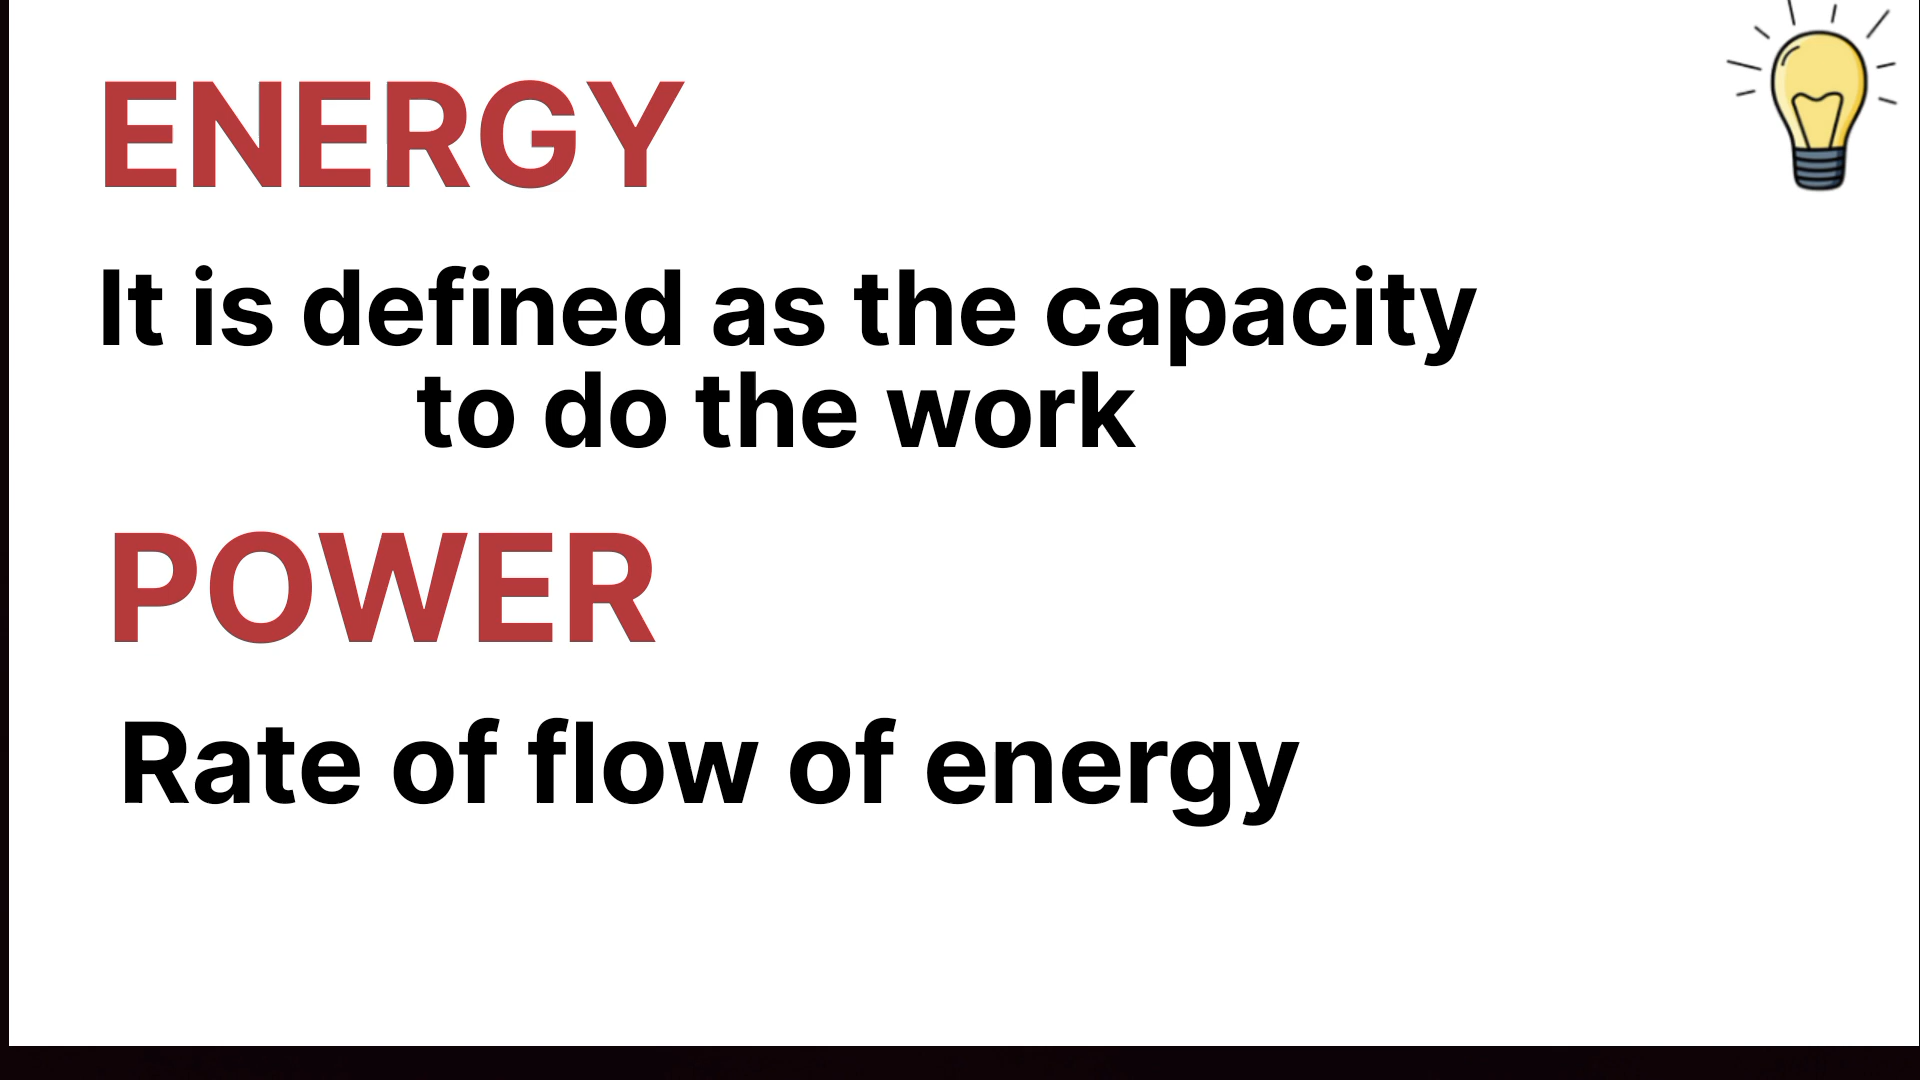 ENERGY
It is defined as the capacity
to do the work
POWER
Rate of flow of energy